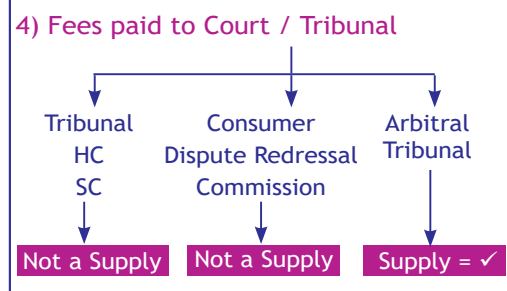 4) Fees paid to Court / Tribunal
Tribunal
HC
SC
Not a Supply
Consumer
Dispute Redressal
Commission
Not a Supply
Arbitral
Tribunal
Supply = ✓